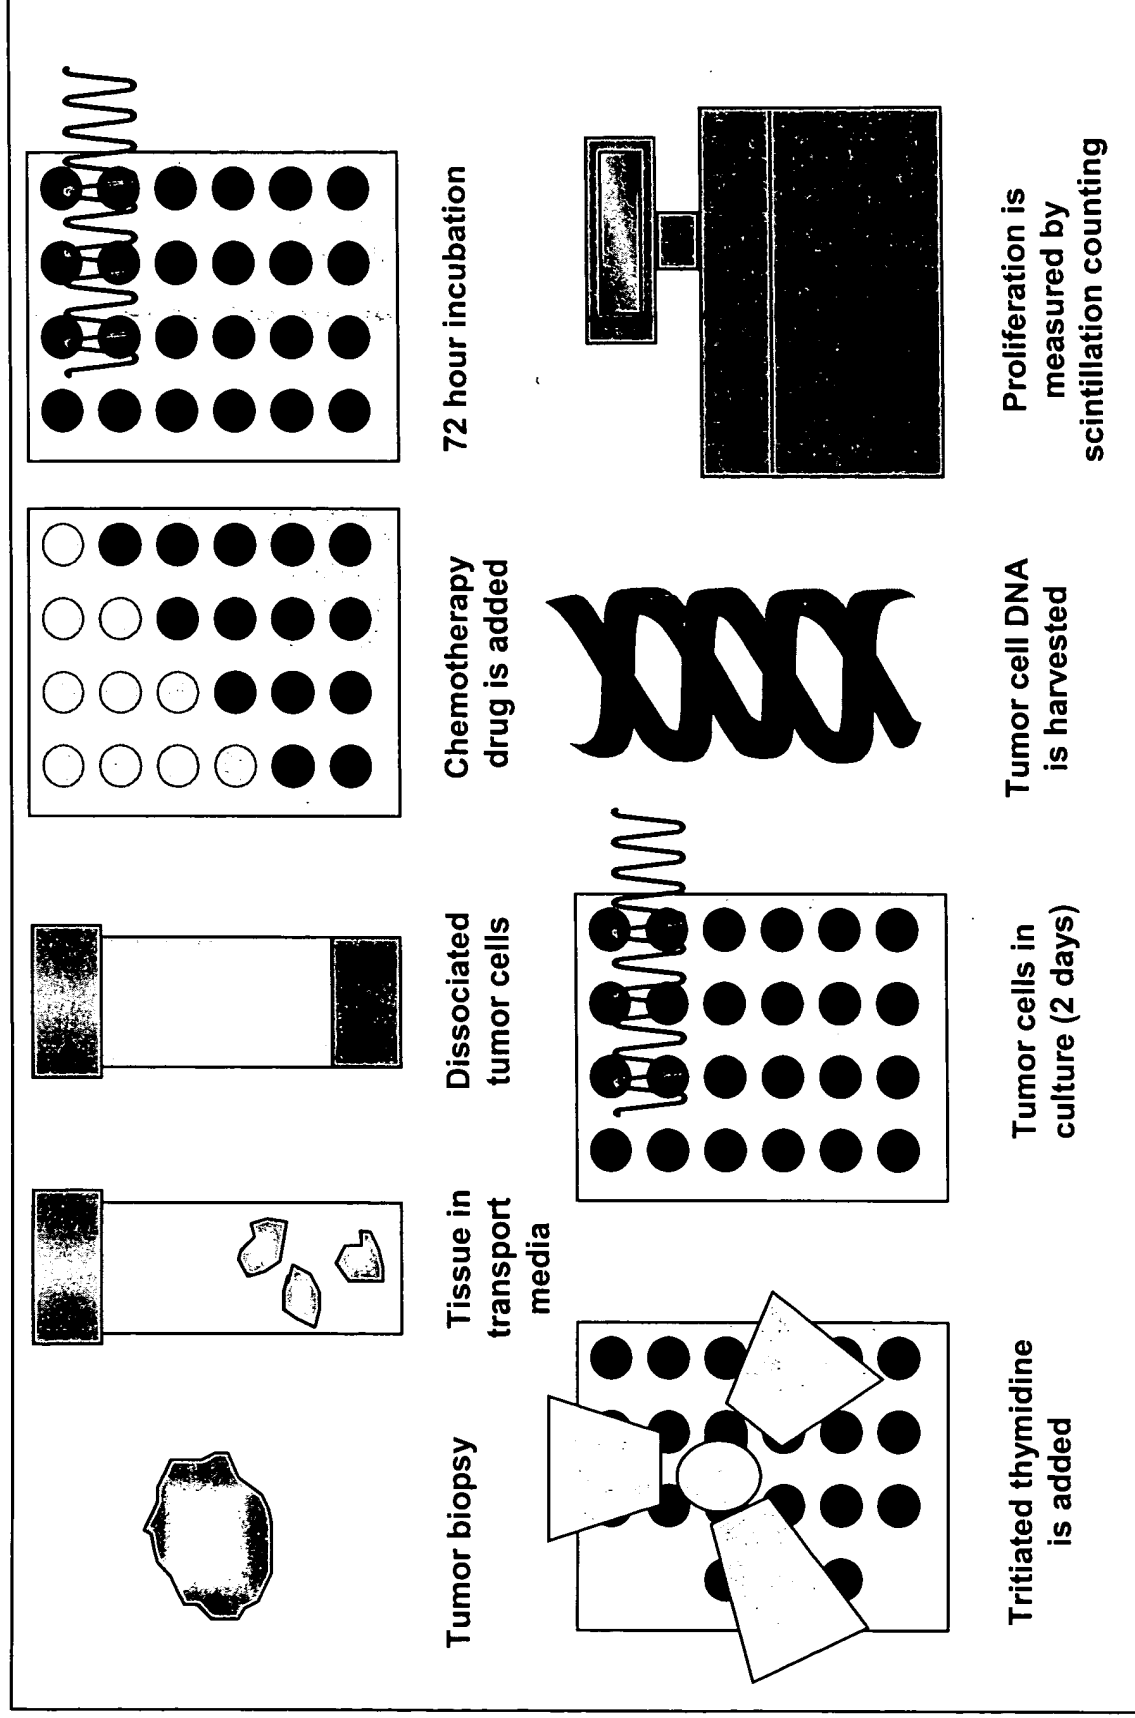 Tumor biopsy
Tissue in
transport
media
Dissociated
tumor cells
Chemotherapy
drug is added
72 hour incubation
Tritiated thymidine
is added
Tumor cells in
culture (2 days)
Tumor cell DNA
is harvested
Proliferation is
measured by
scintillation counting